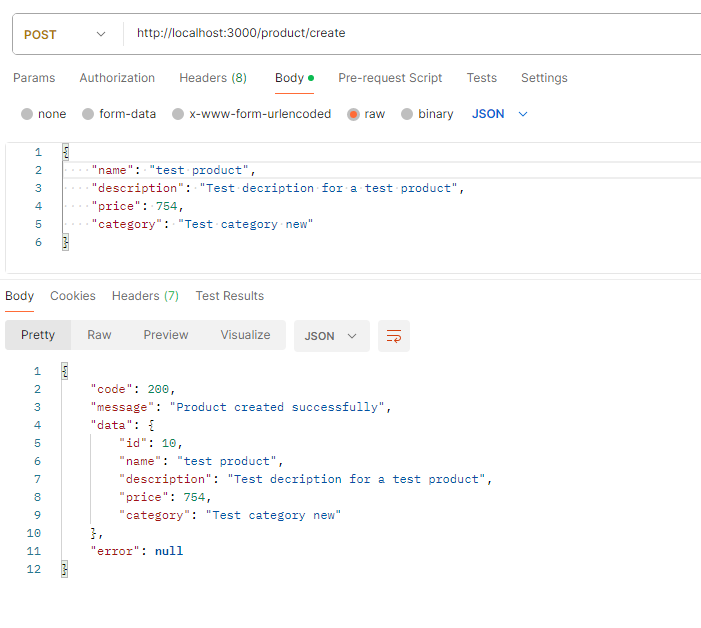 POST http://localhost:3000/product/create
Params Authorization Headers (8) Body Pre-request Script Tests Settings
none form-data x-www-form-urlencoded raw binary JSON
1 {
2 "name": "test product",
3 "description": "Test decription for a test product",
4 "price": 754,
5 "category": "Test category new"
6 }
Body Cookies Headers (7) Test Results
Pretty Raw Preview Visualize JSON
1 {
2 "code": 200,
3 "message": "Product created successfully",
4 "data": {
5 "id": 10,
6 "name": "test product",
7 "description": "Test decription for a test product",
8 "price": 754,
9 "category": "Test category new"
10 },
11 "error": null
12 }